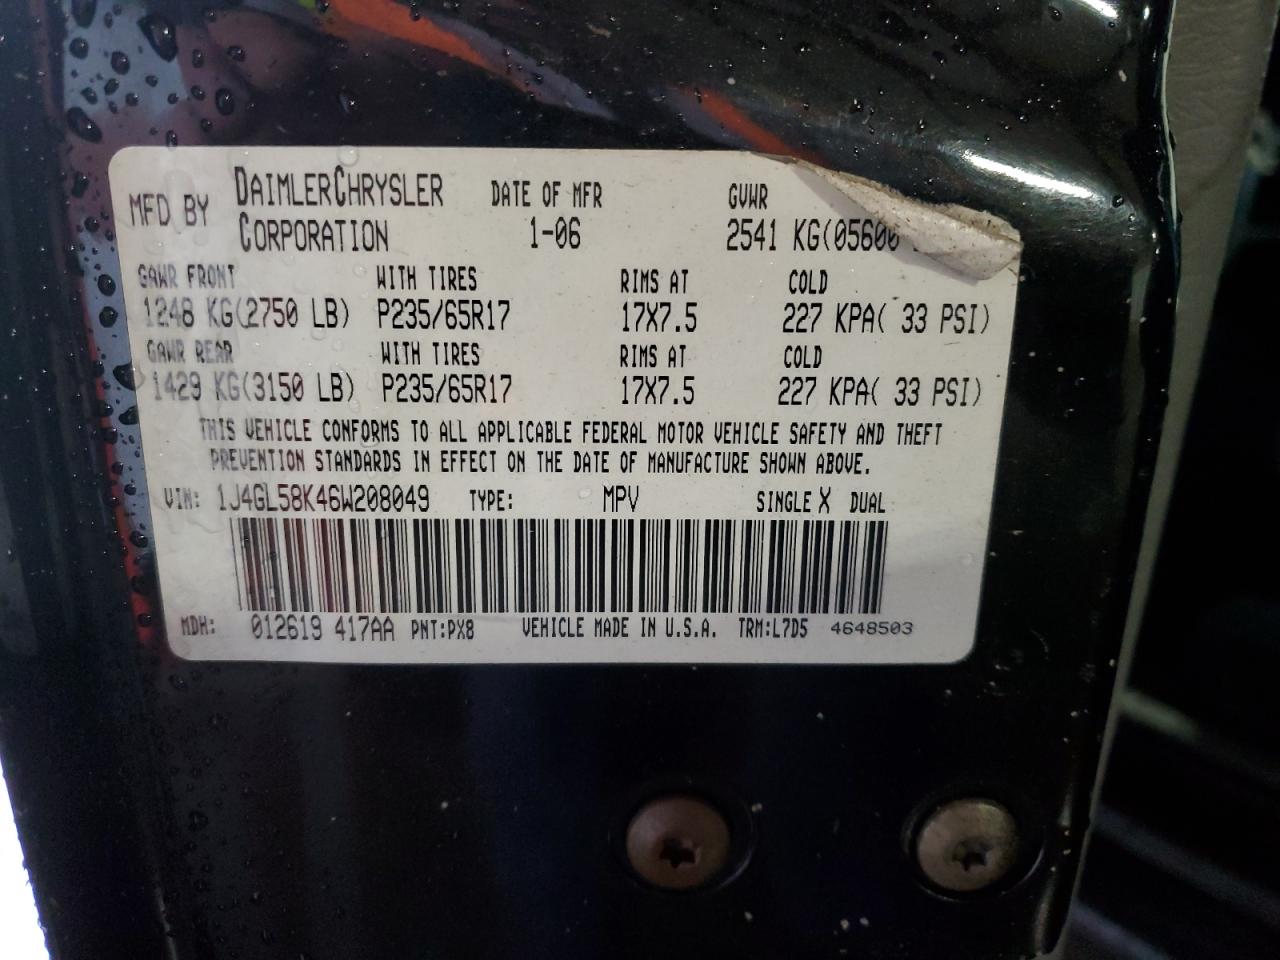 MFD BY DAIMLERCHRYSLER CORPORATION DATE OF MFR 1-06 GVWR 2541 KG(05600
GAWR FRONT WITH TIRES RIMS AT COLD
1248 KG(2750 LB) P235/65R17 17X7.5 227 KPA( 33 PSI)
GAWR REAR WITH TIRES RIMS AT COLD
1429 KG(3150 LB) P235/65R17 17X7.5 227 KPA( 33 PSI)
THIS VEHICLE CONFORMS TO ALL APPLICABLE FEDERAL MOTOR VEHICLE SAFETY AND THEFT
PREVENTION STANDARDS IN EFFECT ON THE DATE OF MANUFACTURE SHOWN ABOVE.
VIN: 1J4GL58K46W208049 TYPE: MPV SINGLE X DUAL
MDH: 012619 417AA PNT:PX8 VEHICLE MADE IN U.S.A. TRM:L7D5 4648503